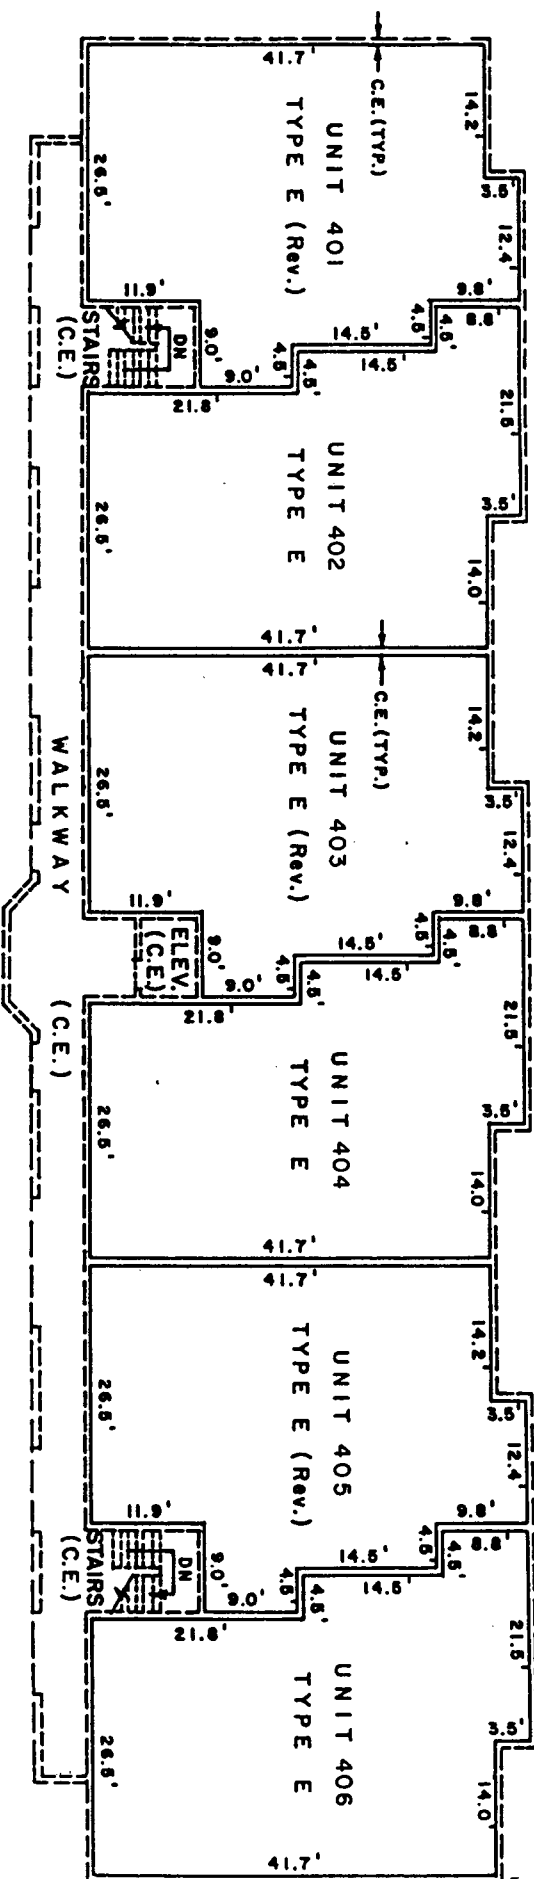 41.7'
C.E.(TYP.)
14.2'
UNIT 401
TYPE E (Rev.)
3.5'
26.5'
12.4'
11.9'
9.8'
8.8'
STAIRS
(C.E.)
DN
9.0'
4.5'
4.5'
14.5'
14.5'
9.0'
4.5'
4.5'
21.8'
21.5'
UNIT 402
TYPE E
3.5'
26.5'
14.0'
41.7'
41.7'
C.E.(TYP.)
14.2'
UNIT 403
TYPE E (Rev.)
3.5'
26.5'
12.4'
WALKWAY (C.E.)
11.9'
9.8'
8.8'
ELEV.
(C.E.)
9.0'
4.5'
4.5'
14.5'
14.5'
9.0'
4.5'
4.5'
21.8'
21.5'
UNIT 404
TYPE E
3.5'
26.5'
14.0'
41.7'
41.7'
14.2'
UNIT 405
TYPE E (Rev.)
3.5'
26.5'
12.4'
11.9'
9.8'
8.8'
STAIRS
(C.E.)
DN
9.0'
4.5'
4.5'
14.5'
14.5'
9.0'
4.5'
4.5'
21.8'
21.5'
UNIT 406
TYPE E
3.5'
26.5'
14.0'
41.7'